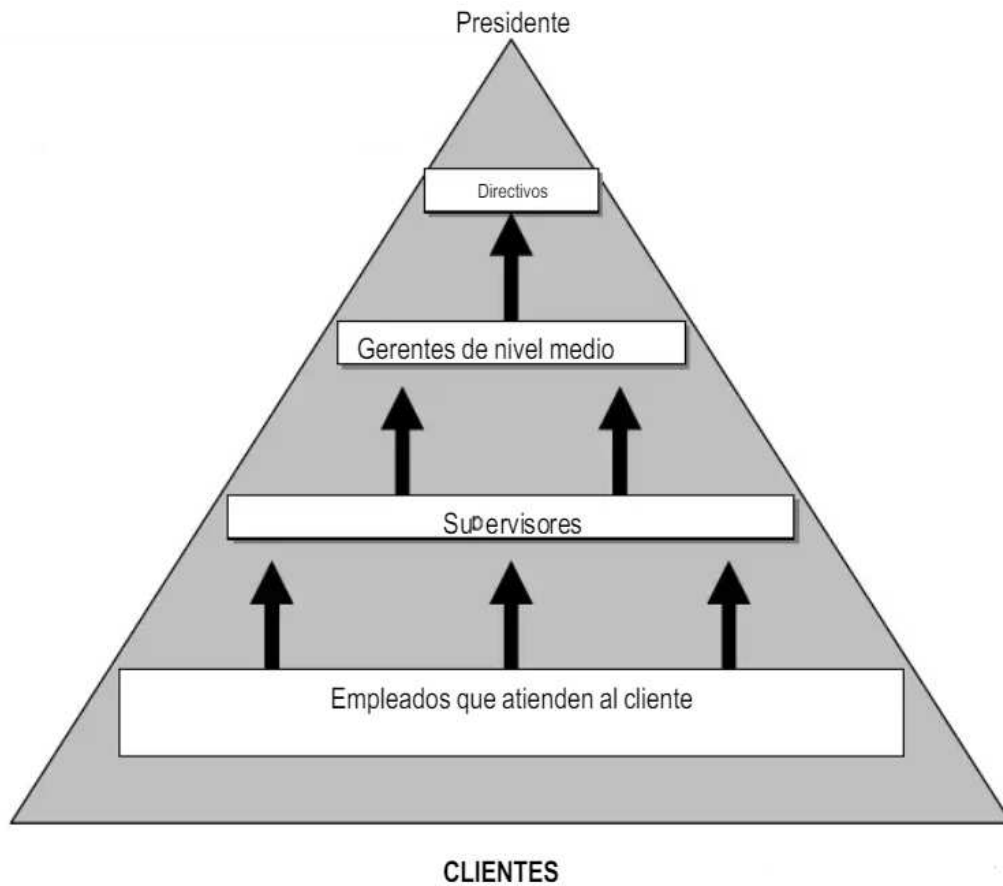 Presidente
Directivos
Gerentes de nivel medio
Supervisores
Empleados que atienden al cliente
CLIENTES